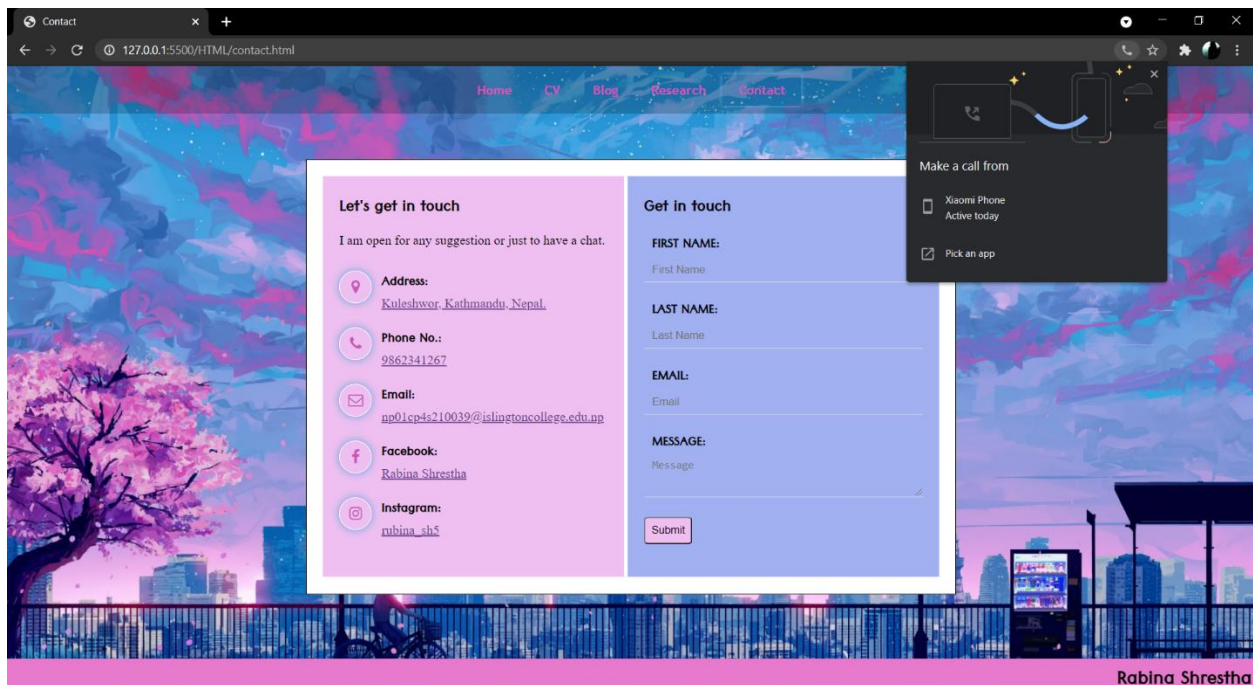 Contact
127.0.0.1:5500/HTML/contact.html
Home CV Blog Research Contact
Make a call from
Xiaomi Phone
Active today
Pick an app
Let's get in touch
I am open for any suggestion or just to have a chat.
Address:
Kuleshwor, Kathmandu, Nepal.
Phone No.:
9862341267
Email:
np01cp4s210039@islingtoncollege.edu.np
Facebook:
Rabina Shrestha
Instagram:
rubina_sh5
Get in touch
FIRST NAME:
First Name
LAST NAME:
Last Name
EMAIL:
Email
MESSAGE:
Message
Submit
Rabina Shrestha